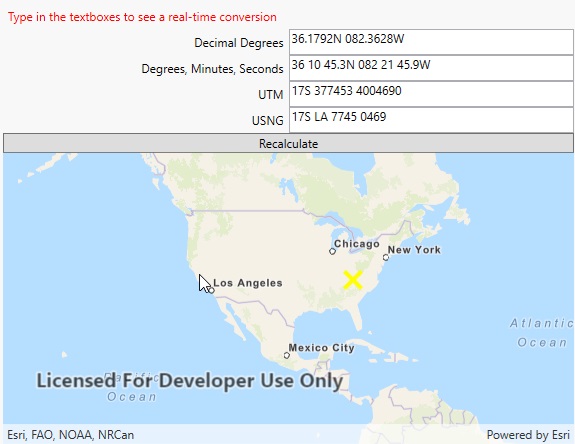 Type in the textboxes to see a real-time conversion
Decimal Degrees 36.1792N 082.3628W
Degrees, Minutes, Seconds 36 10 45.3N 082 21 45.9W
UTM 17S 377453 4004690
USNG 17S LA 7745 0469
Recalculate
Chicago
New York
Los Angeles
Atlantic
Ocean
Mexico City
Pacific
Licensed For Developer Use Only
Ocean
Esri, FAO, NOAA, NRCan Powered by Esri